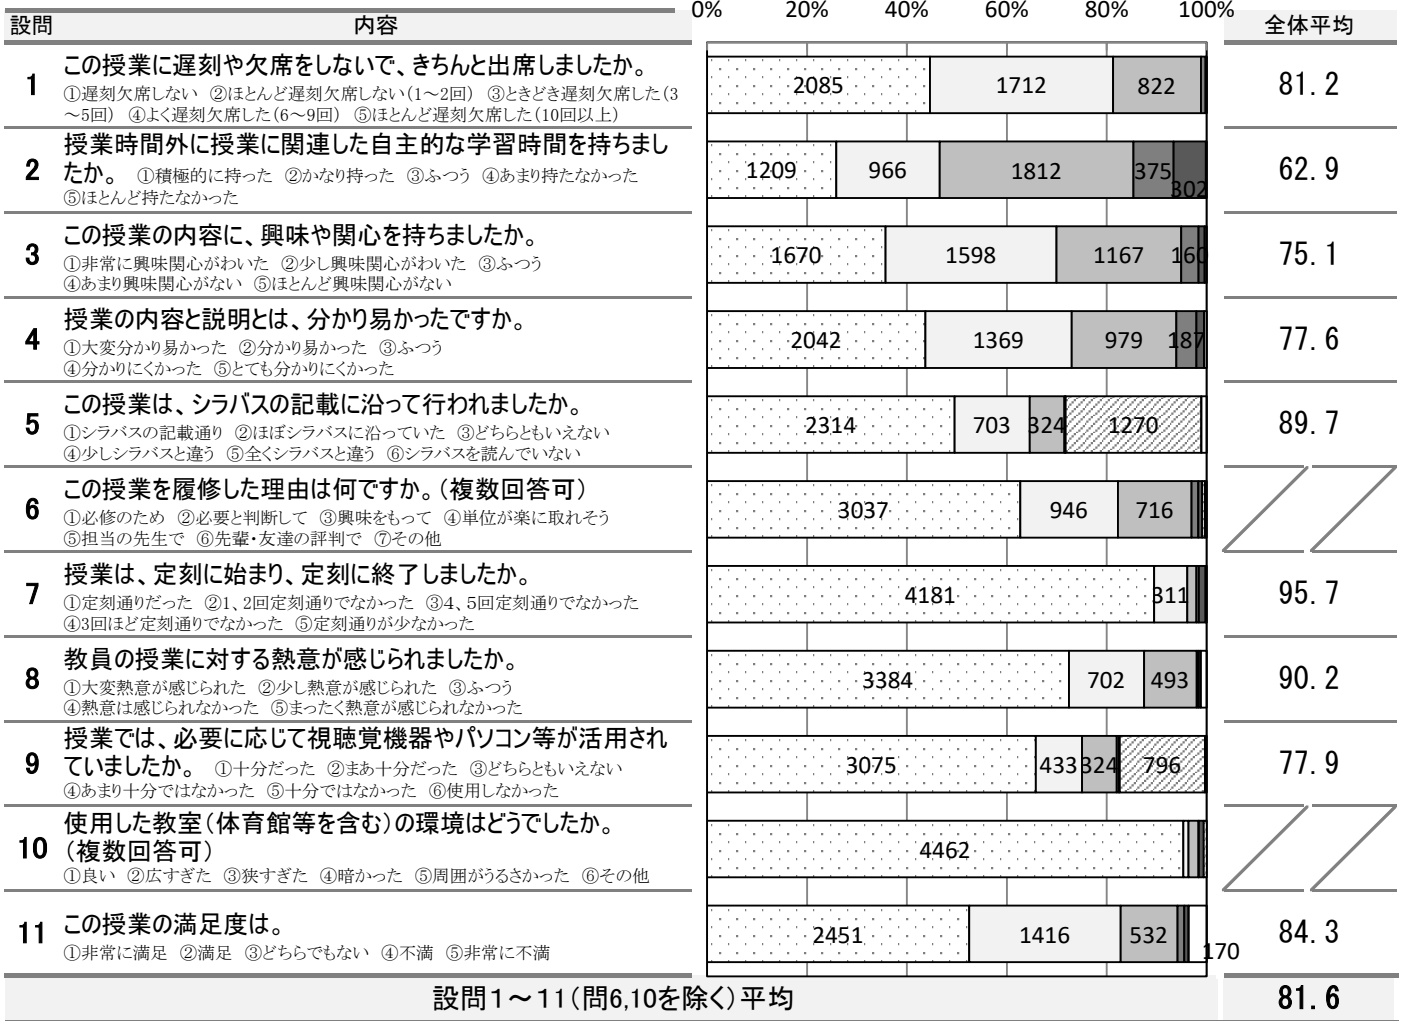 0% 20% 40% 60% 80% 100%
設問 内容 全体平均
1 この授業に遅刻や欠席をしないで、きちんと出席しましたか。
①遅刻欠席しない ②ほとんど遅刻欠席しない（1～2回） ③ときどき遅刻欠席した（3
～5回） ④よく遅刻欠席した（6～9回） ⑤ほとんど遅刻欠席した（10回以上）
2085 1712 822 81.2
2 授業時間外に授業に関連した自主的な学習時間を持ちまし
たか。 ①積極的に持った ②かなり持った ③ふつう ④あまり持たなかった
⑤ほとんど持たなかった
1209 966 1812 375 302 62.9
3 この授業の内容に、興味や関心を持ちましたか。
①非常に興味関心がわいた ②少し興味関心がわいた ③ふつう
④あまり興味関心がない ⑤ほとんど興味関心がない
1670 1598 1167 160 75.1
4 授業の内容と説明とは、分かり易かったですか。
①大変分かり易かった ②分かり易かった ③ふつう
④分かりにくかった ⑤とても分かりにくかった
2042 1369 979 187 77.6
5 この授業は、シラバスの記載に沿って行われましたか。
①シラバスの記載通り ②ほぼシラバスに沿っていた ③どちらともいえない
④少しシラバスと違う ⑤全くシラバスと違う ⑥シラバスを読んでいない
2314 703 324 1270 89.7
6 この授業を履修した理由は何ですか。（複数回答可）
①必修のため ②必要と判断して ③興味をもって ④単位が楽に取れそう
⑤担当の先生で ⑥先輩・友達の評判で ⑦その他
3037 946 716
7 授業は、定刻に始まり、定刻に終了しましたか。
①定刻通りだった ②1、2回定刻通りでなかった ③4、5回定刻通りでなかった
④3回ほど定刻通りでなかった ⑤定刻通りが少なかった
4181 311 95.7
8 教員の授業に対する熱意が感じられましたか。
①大変熱意が感じられた ②少し熱意が感じられた ③ふつう
④熱意は感じられなかった ⑤まったく熱意が感じられなかった
3384 702 493 90.2
9 授業では、必要に応じて視聴覚機器やパソコン等が活用され
ていましたか。 ①十分だった ②まあ十分だった ③どちらともいえない
④あまり十分ではなかった ⑤十分ではなかった ⑥使用しなかった
3075 433 324 796 77.9
10 使用した教室（体育館等を含む）の環境はどうでしたか。
（複数回答可）
①良い ②広すぎた ③狭すぎた ④暗かった ⑤周囲がうるさかった ⑥その他
4462
11 この授業の満足度は。
①非常に満足 ②満足 ③どちらでもない ④不満 ⑤非常に不満
2451 1416 532 170 84.3
設問1～11（問6,10を除く）平均 81.6